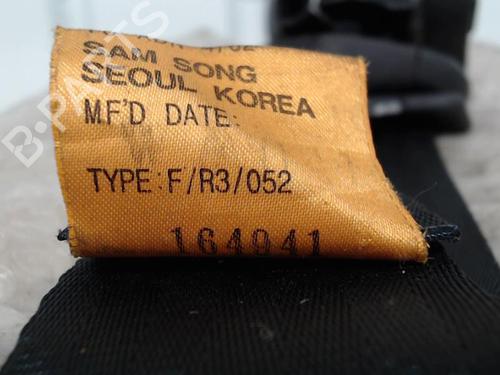 SAM SONG
SEOUL KOREA
MF'D DATE:
TYPE: F/R3/052
164941
B-PARTS